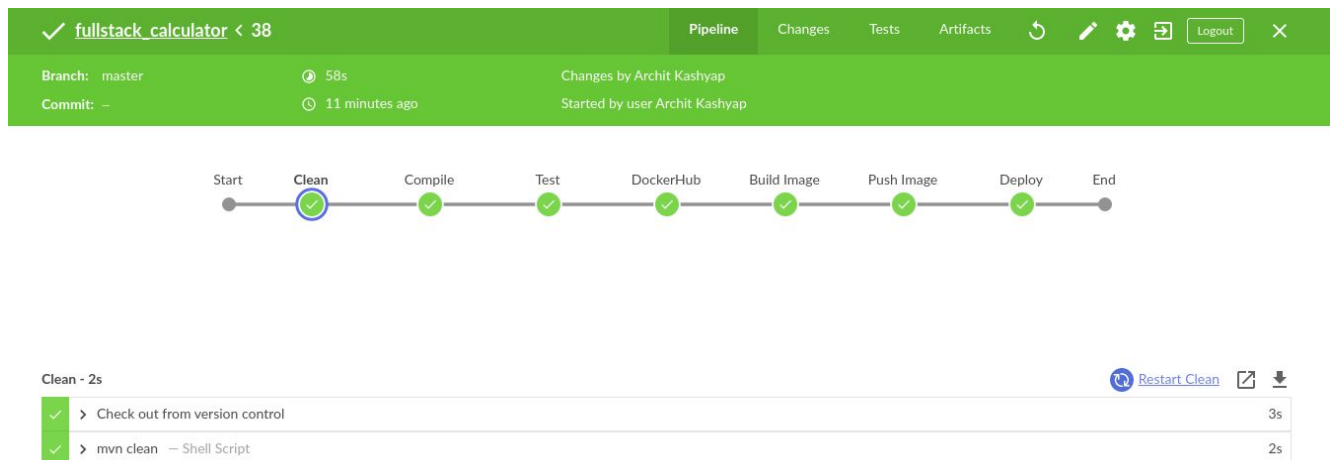 fullstack_calculator < 38
Pipeline Changes Tests Artifacts Logout
Branch: master 58s Changes by Archit Kashyap
Commit: – 11 minutes ago Started by user Archit Kashyap
Start Clean Compile Test DockerHub Build Image Push Image Deploy End
Clean - 2s Restart Clean
Check out from version control 3s
mvn clean — Shell Script 2s